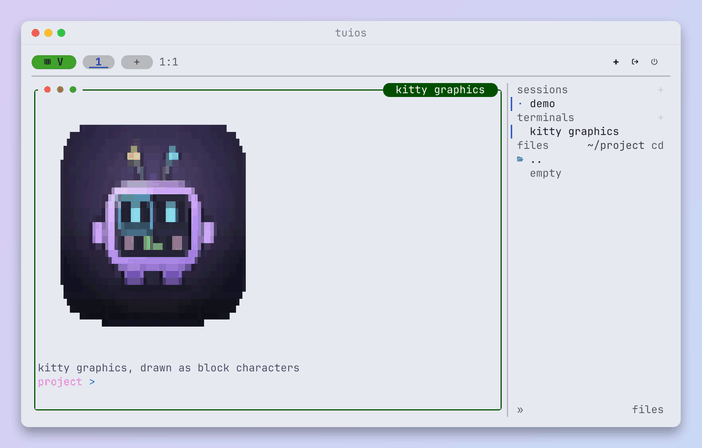 tuios
V 1 + 1:1
kitty graphics
sessions +
· demo
terminals +
kitty graphics
files ~/project cd
..
empty
kitty graphics, drawn as block characters
project >
» files